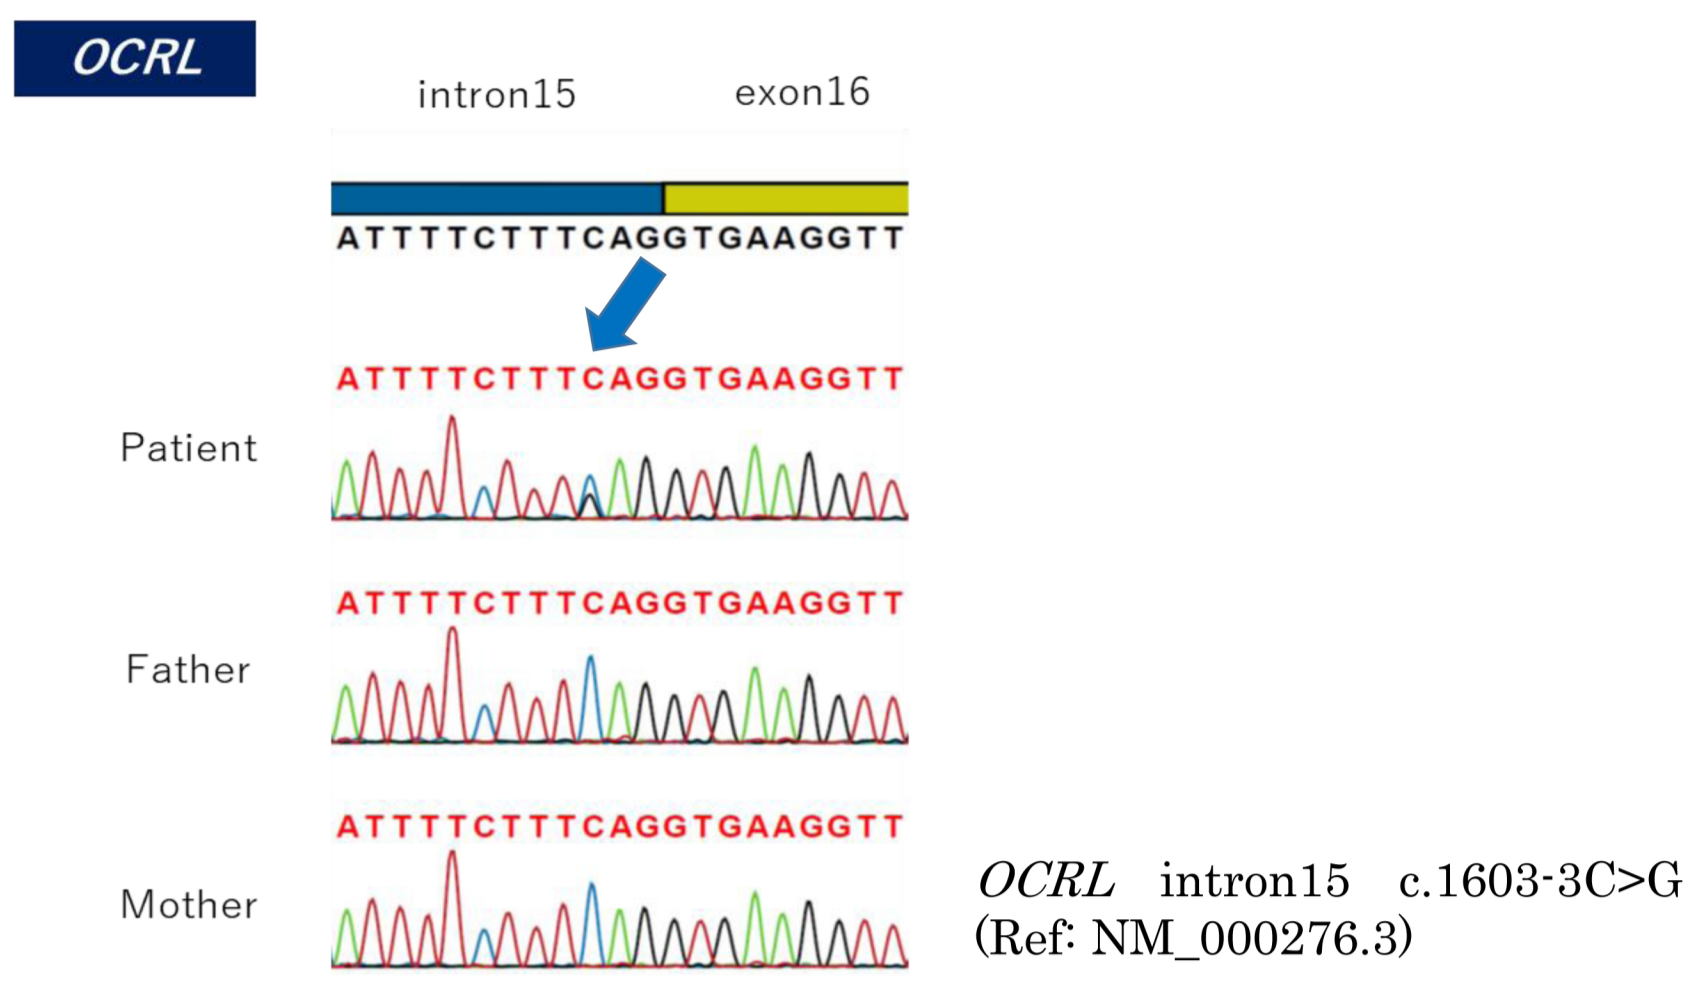 OCRL
intron15 exon16
ATTTTCTTTCAGGTGAAGGTT
ATTTTCTTTCAGGTGAAGGTT
Patient
ATTTTCTTTCAGGTGAAGGTT
Father
ATTTTCTTTCAGGTGAAGGTT
Mother
OCRL intron15 c.1603-3C>G
(Ref: NM_000276.3)